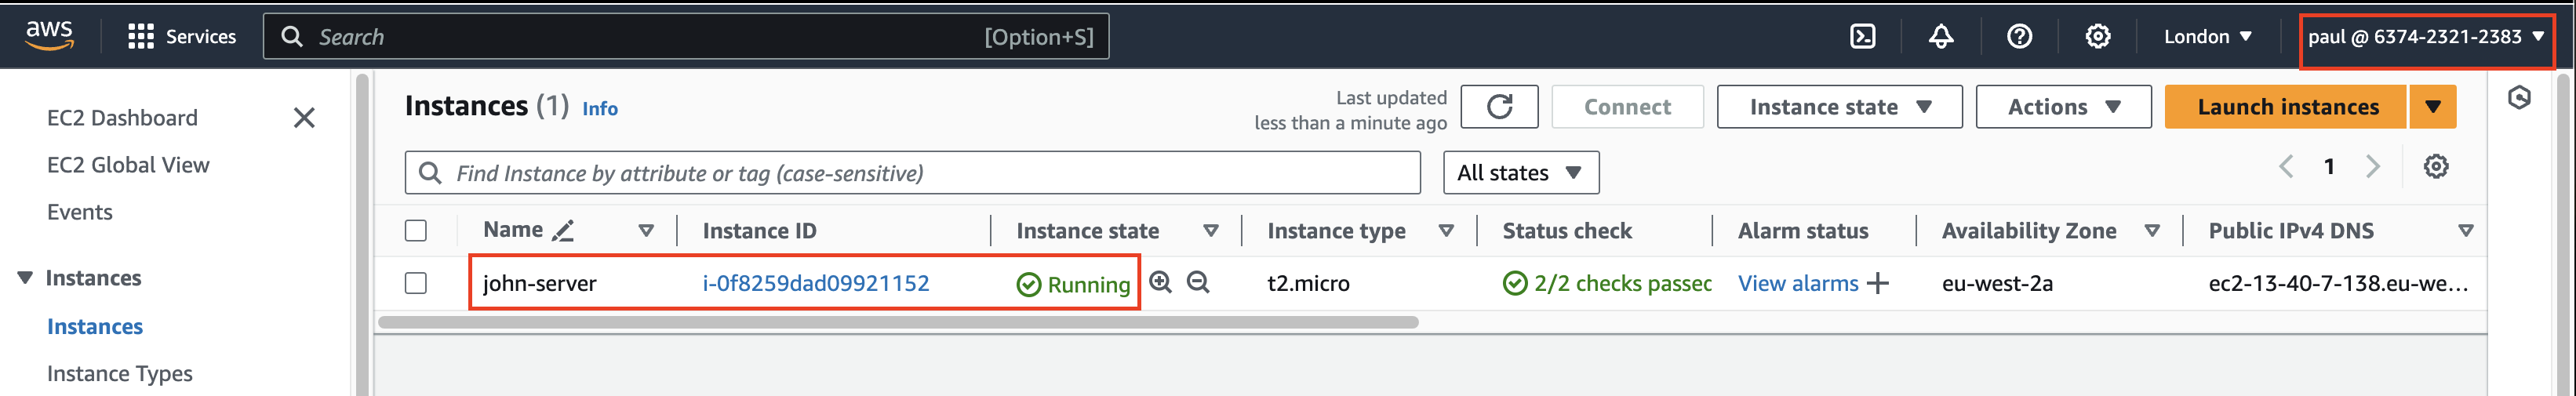 aws Services Search [Option+S] London paul @ 6374-2321-2383
EC2 Dashboard
EC2 Global View
Events
Instances
Instances
Instance Types
Instances (1) Info
Last updated
less than a minute ago
Connect Instance state Actions Launch instances
Find Instance by attribute or tag (case-sensitive) All states 1
Name Instance ID Instance state Instance type Status check Alarm status Availability Zone Public IPv4 DNS
john-server i-0f8259dad09921152 Running t2.micro 2/2 checks passec View alarms + eu-west-2a ec2-13-40-7-138.eu-we...